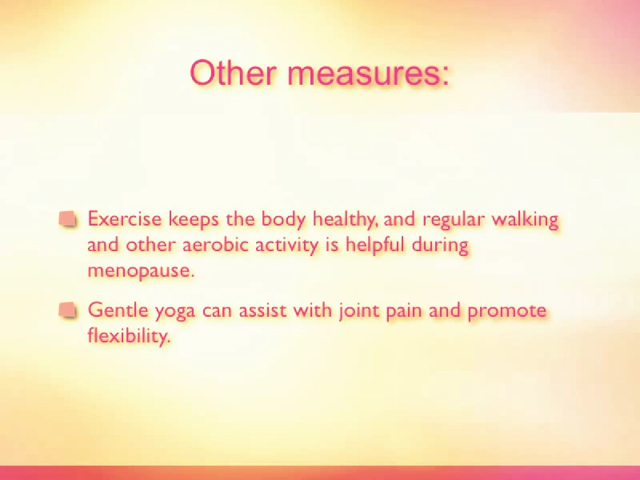 Other measures:
Exercise keeps the body healthy, and regular walking
and other aerobic activity is helpful during
menopause.
Gentle yoga can assist with joint pain and promote
flexibility.